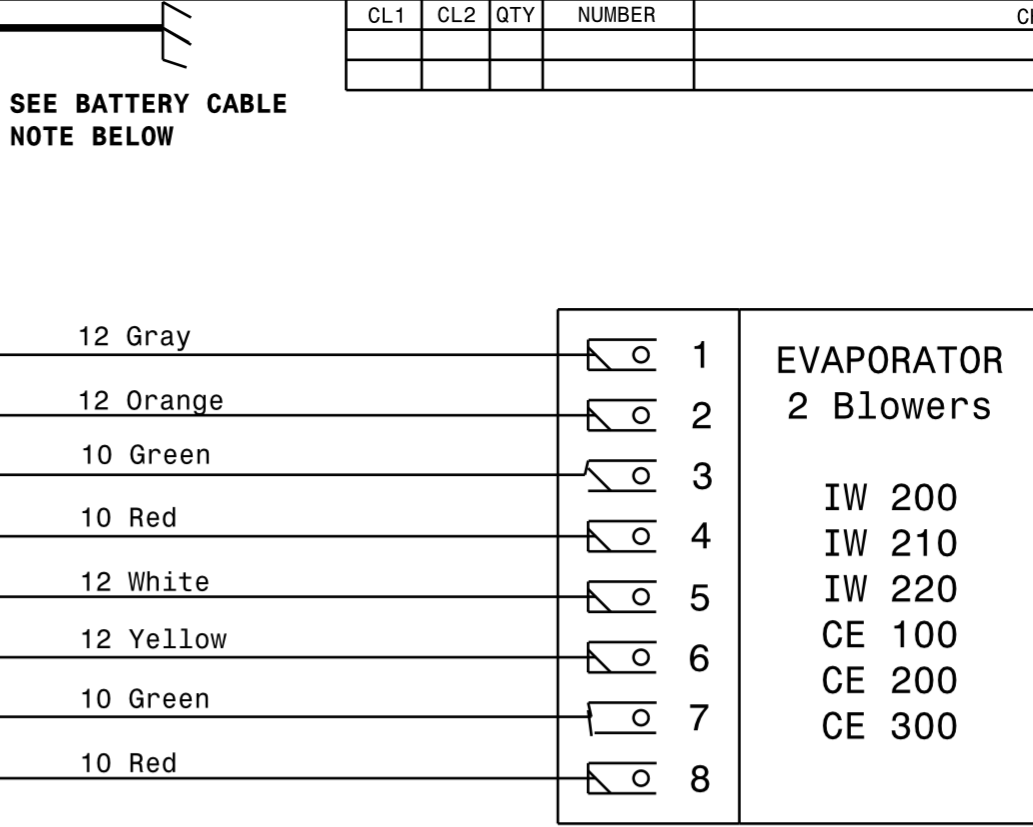 CL1 CL2 QTY NUMBER
SEE BATTERY CABLE
NOTE BELOW
12 Gray 1
12 Orange 2
10 Green 3
10 Red 4
12 White 5
12 Yellow 6
10 Green 7
10 Red 8
EVAPORATOR
2 Blowers
IW 200
IW 210
IW 220
CE 100
CE 200
CE 300